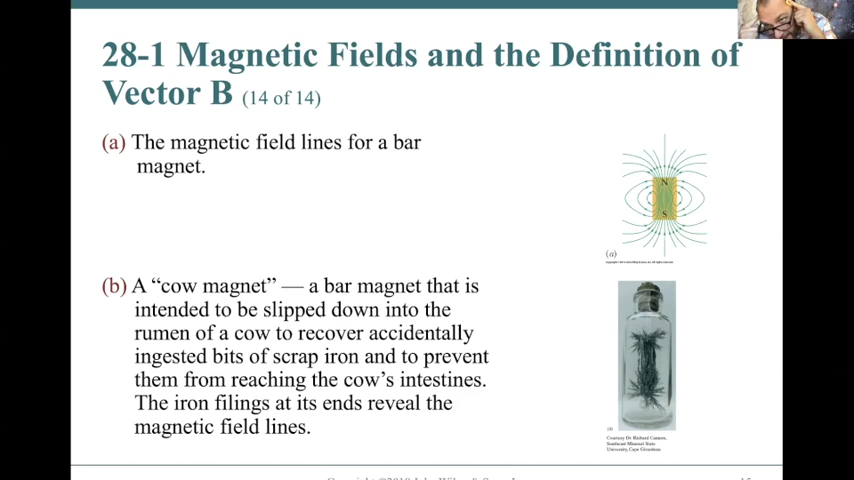 28-1 Magnetic Fields and the Definition of
Vector B (14 of 14)
(a) The magnetic field lines for a bar
magnet.
N
S
(a)
(b) A “cow magnet” — a bar magnet that is
intended to be slipped down into the
rumen of a cow to recover accidentally
ingested bits of scrap iron and to prevent
them from reaching the cow’s intestines.
The iron filings at its ends reveal the
magnetic field lines.
Courtesy Dr. Richard Cannon,
Southeast Missouri State
University, Cape Girardeau